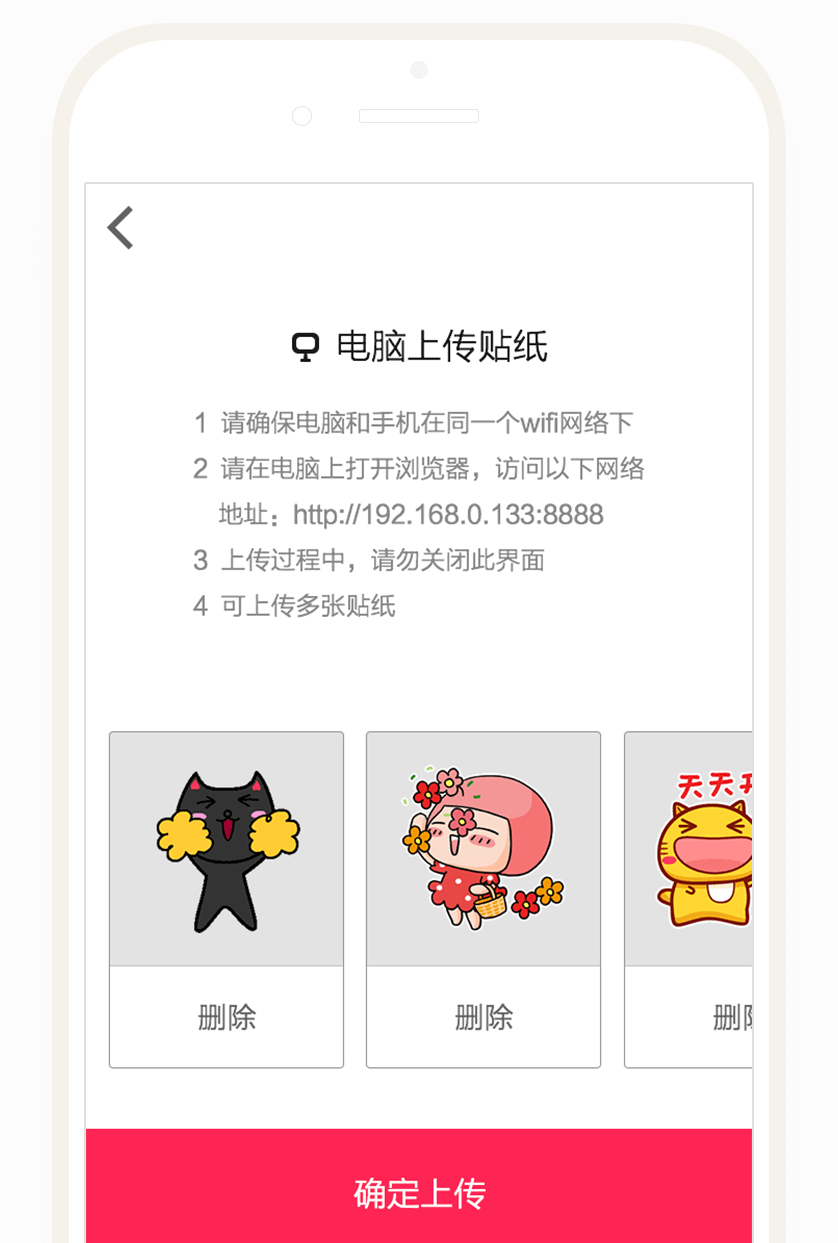 电脑上传贴纸
1 请确保电脑和手机在同一个wifi网络下
2 请在电脑上打开浏览器，访问以下网络
地址：http://192.168.0.133:8888
3 上传过程中，请勿关闭此界面
4 可上传多张贴纸
天天
删除
删除
删
确定上传